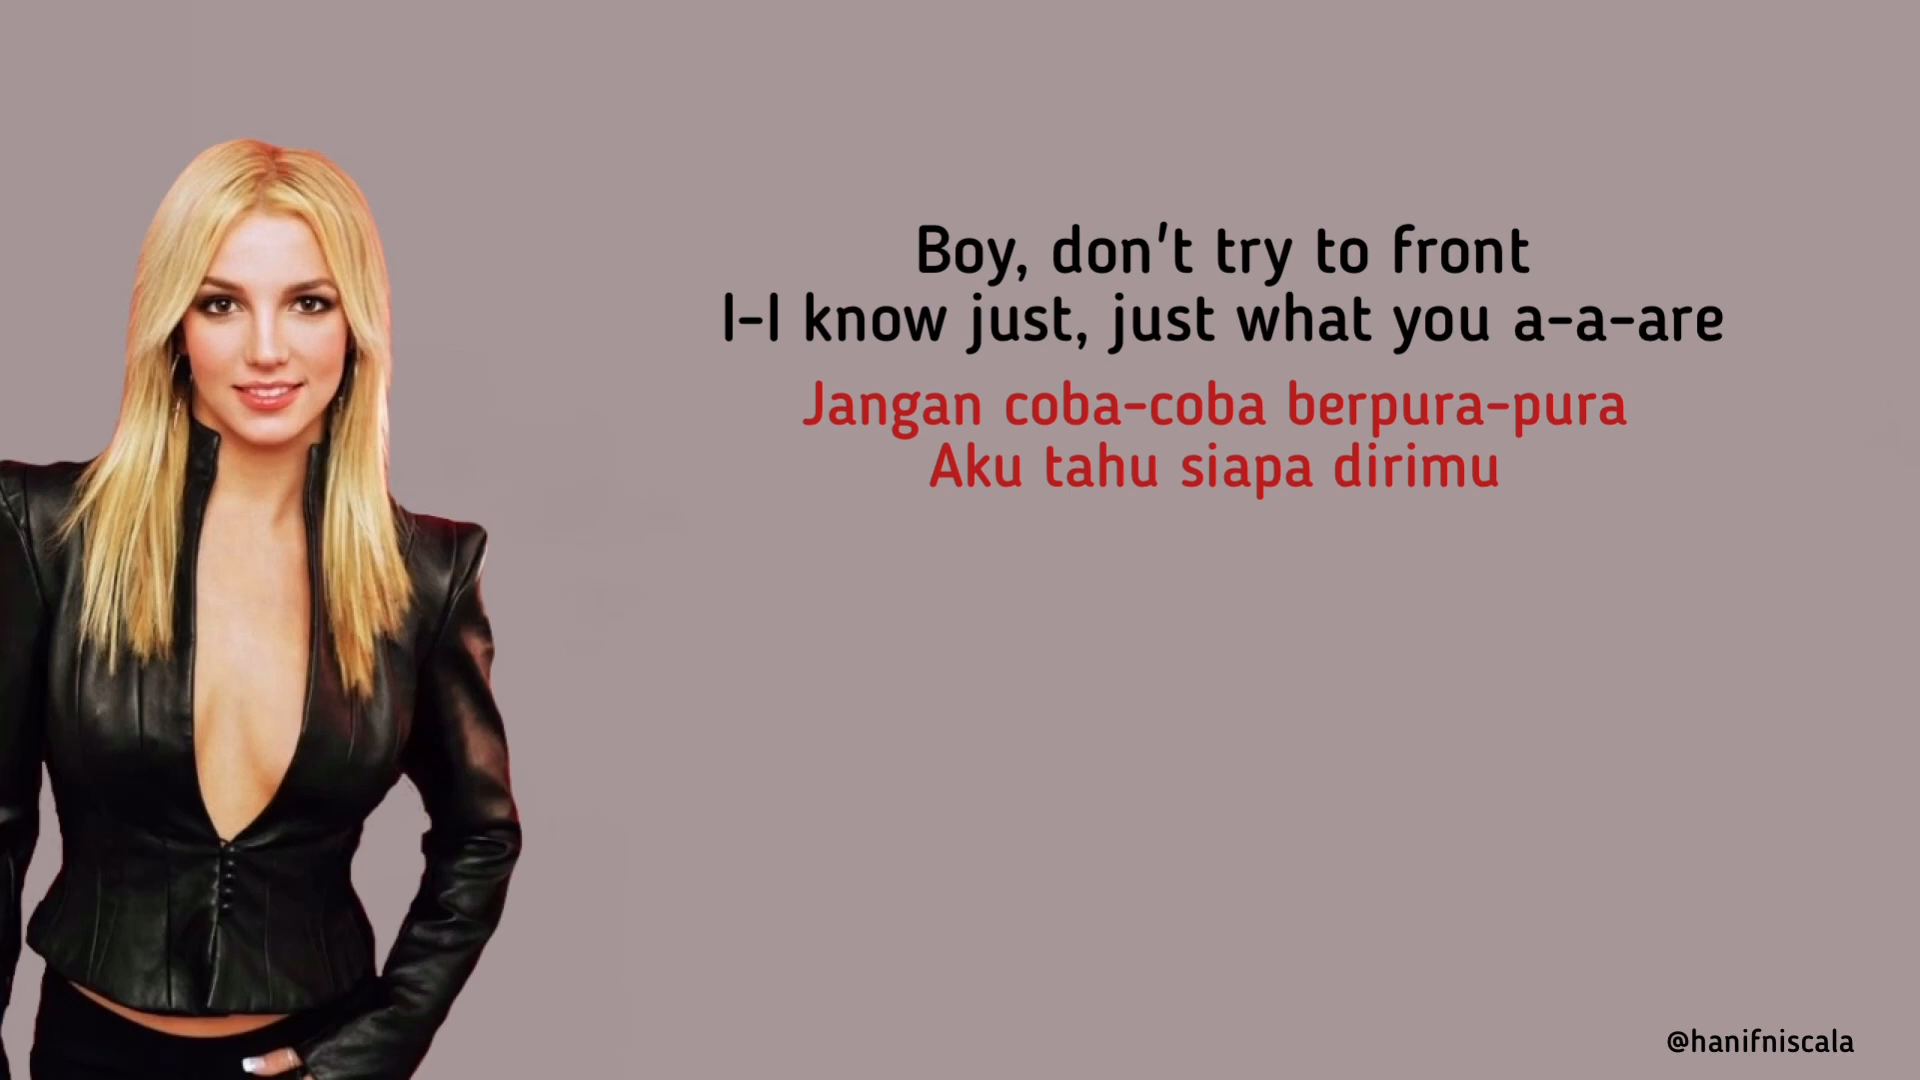 Boy, don't try to front
I-I know just, just what you a-a-are
Jangan coba-coba berpura-pura
Aku tahu siapa dirimu
@hanifniscala